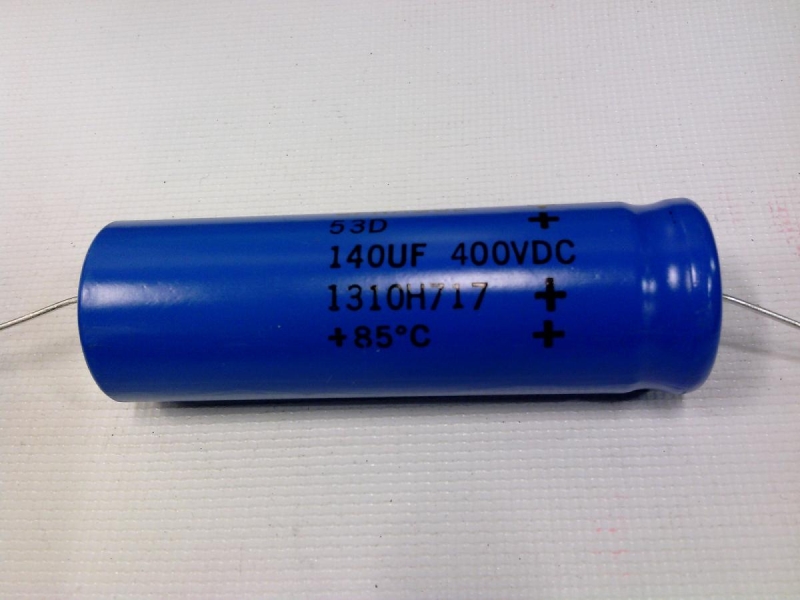 53D +
140UF 400VDC
1310H717 +
+85°C +